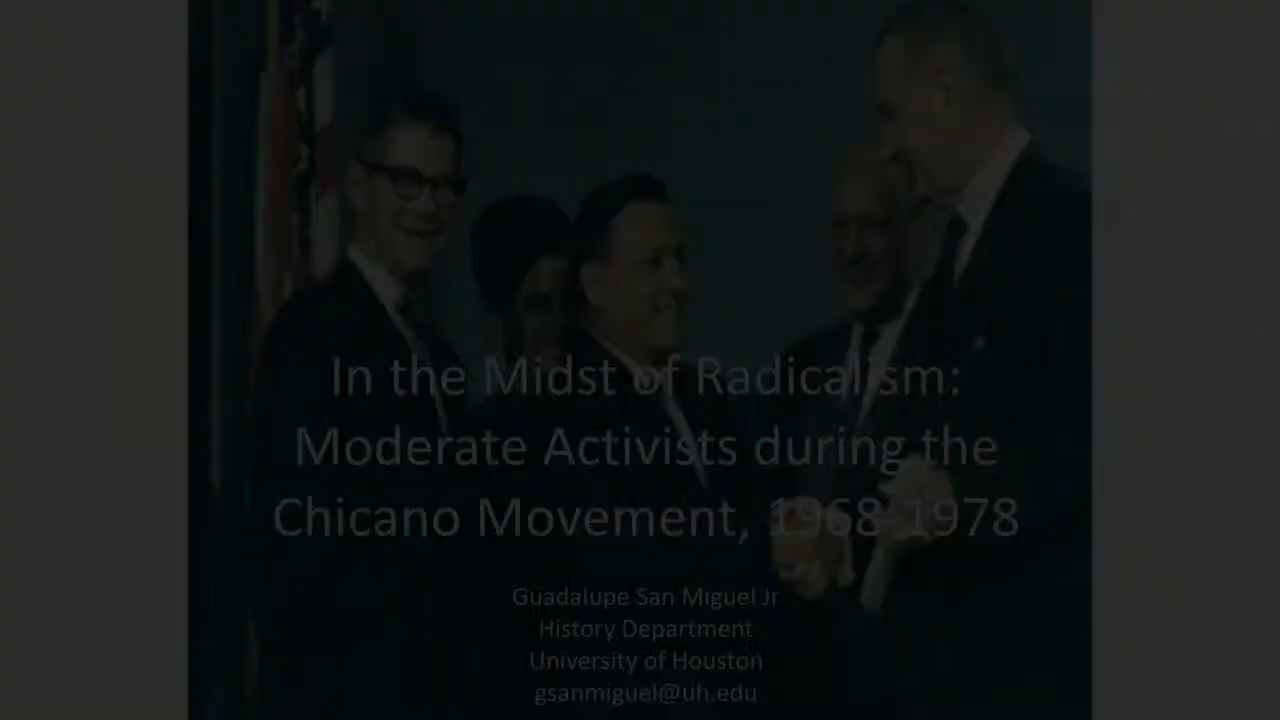 In the Midst of Radicalism:
Moderate Activists during the
Chicano Movement, 1968-1978
Guadalupe San Miguel Jr
History Department
University of Houston
gsanmiguel@uh.edu